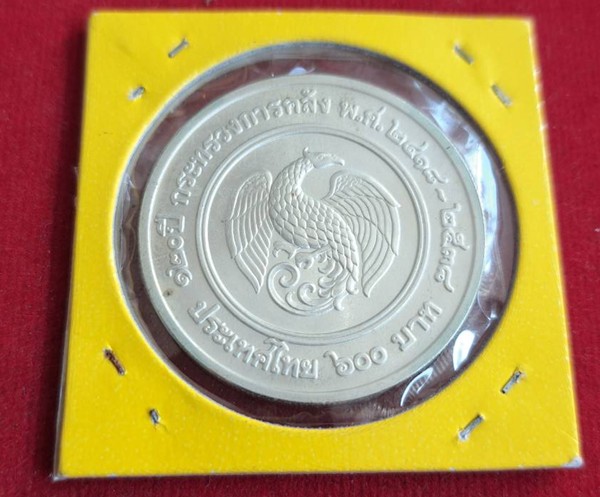 ๑๒๐ปี กระทรวงการคลัง พ.ศ.๒๔๑๘-๒๕๓๘
ประเทศไทย ๖๐๐ บาท